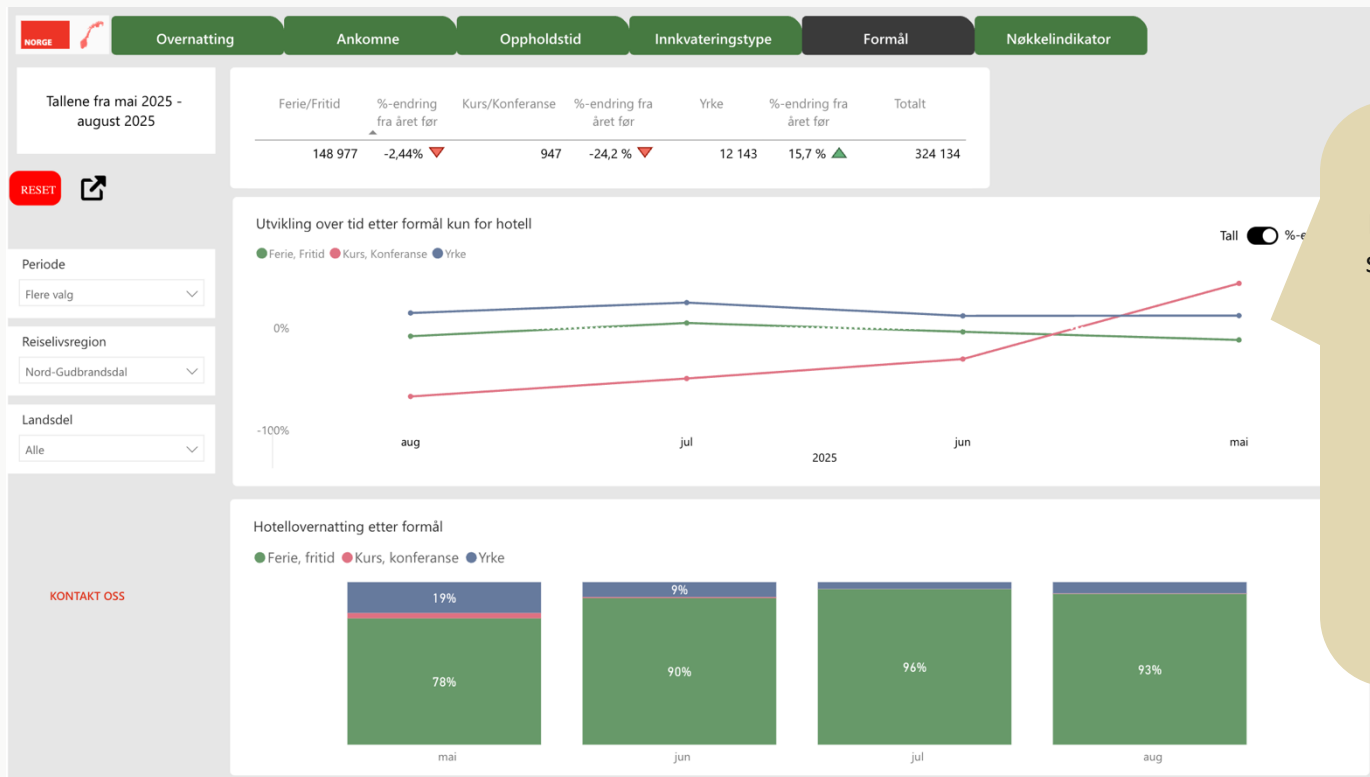 NORGE
Overnatting
Ankomne
Oppholdstid
Innkvateringstype
Formål
Nøkkelindikator
Tallene fra mai 2025 -
august 2025
RESET
Ferie/Fritid %-endring fra året før Kurs/Konferanse %-endring fra året før Yrke %-endring fra året før Totalt
148 977 -2,44% 947 -24,2 % 12 143 15,7 % 324 134
Utvikling over tid etter formål kun for hotell
Tall %-e
Ferie, Fritid Kurs, Konferanse Yrke
Periode
Flere valg
Reiselivsregion
Nord-Gudbrandsdal
Landsdel
Alle
0%
-100%
aug jul jun mai
2025
Hotellovernatting etter formål
Ferie, fritid Kurs, konferanse Yrke
19% 9%
78% 90% 96% 93%
mai jun jul aug
KONTAKT OSS